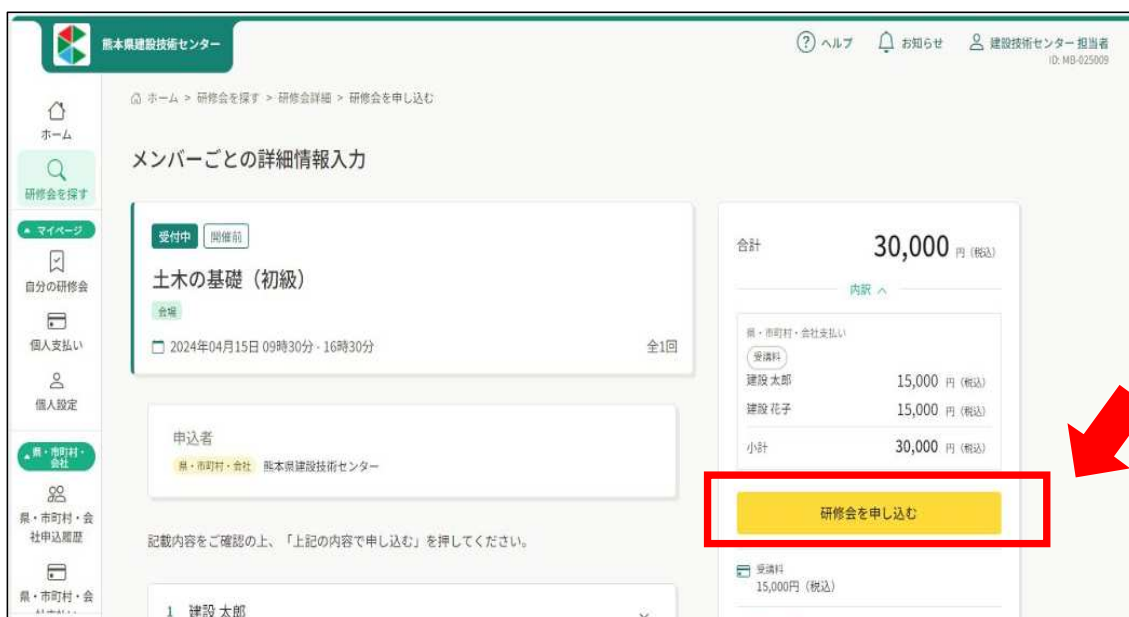 熊本県建設技術センター
ヘルプ
お知らせ
建設技術センター 担当者
ID: MB-025009
ホーム > 研修会を探す > 研修会詳細 > 研修会を申し込む
ホーム
研修会を探す
マイページ
自分の研修会
個人支払い
個人設定
県・市町村・
会社
県・市町村・会
社申込履歴
県・市町村・会
メンバーごとの詳細情報入力
受付中 開催前
土木の基礎（初級）
会場
2024年04月15日 09時30分 - 16時30分 全1回
申込者
県・市町村・会社 熊本県建設技術センター
記載内容をご確認の上、「上記の内容で申し込む」を押してください。
1 建設 太郎
合計 30,000 円（税込）
内訳
県・市町村・会社支払い
受講料
建設 太郎 15,000 円（税込）
建設 花子 15,000 円（税込）
小計 30,000 円（税込）
研修会を申し込む
受講料
15,000円（税込）